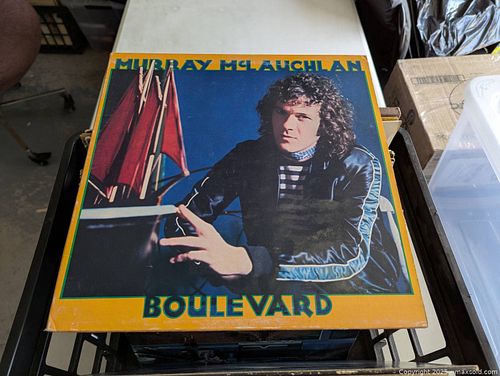 MURRAY McLAUCHLAN
BOULEVARD
Copyright 2025 - maxsold.com